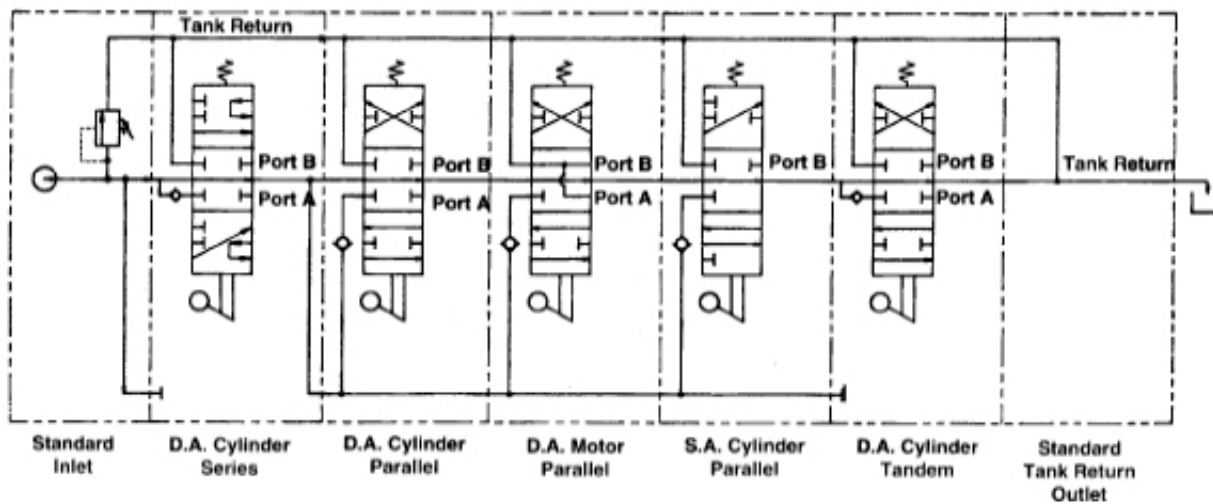 Tank Return
Port B
Port A
Port B
Port A
Port B
Port A
Port B
Port A
Port B
Port A
Tank Return
Standard
Inlet
D.A. Cylinder
Series
D.A. Cylinder
Parallel
D.A. Motor
Parallel
S.A. Cylinder
Parallel
D.A. Cylinder
Tandem
Standard
Tank Return
Outlet